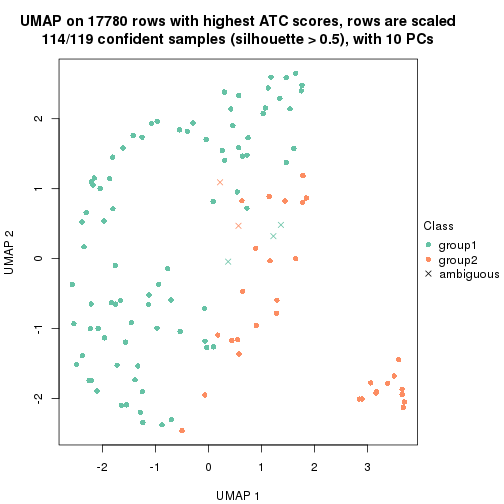 UMAP on 17780 rows with highest ATC scores, rows are scaled
114/119 confident samples (silhouette > 0.5), with 10 PCs
2
1
0
-1
-2
UMAP 2
-2
-1
0
1
2
3
UMAP 1
Class
group1
group2
ambiguous